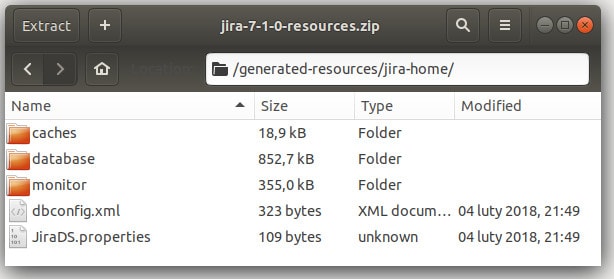 Extract + jira-7-1-0-resources.zip
Location: /generated-resources/jira-home/
Name Size Type Modified
caches 18,9 kB Folder
database 852,7 kB Folder
monitor 355,0 kB Folder
dbconfig.xml 323 bytes XML docum… 04 luty 2018, 21:49
JiraDS.properties 109 bytes unknown 04 luty 2018, 21:49